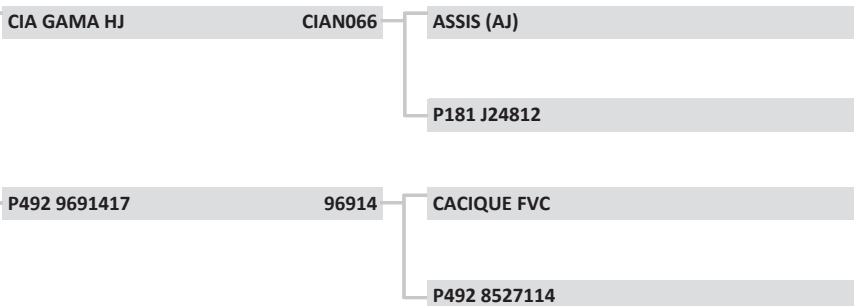 CIA GAMA HJ CIAN066
ASSIS (AJ)
P181 J24812
P492 9691417 96914
CACIQUE FVC
P492 8527114